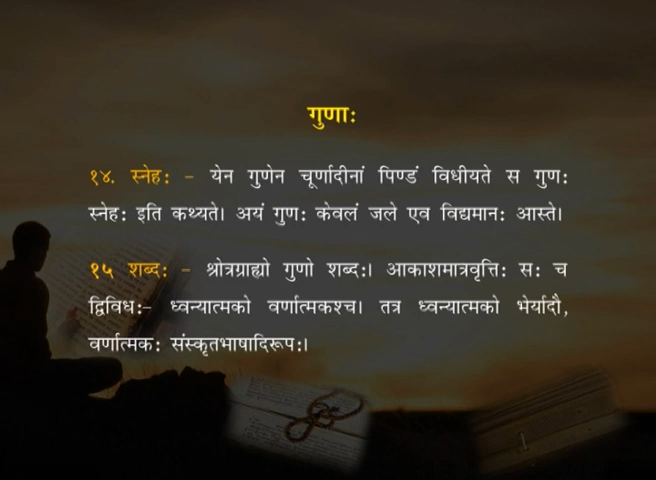 गुणाः
१४. स्नेहः - येन गुणेन चूर्णादीनां पिण्डं विधीयते स गुणः
स्नेहः इति कथ्यते। अयं गुणः केवलं जले एव विद्यमानः आस्ते।
१५ शब्दः - श्रोत्रग्राह्यो गुणो शब्दः। आकाशमात्रवृत्तिः सः च
द्विविधः- ध्वन्यात्मको वर्णात्मकश्च। तत्र ध्वन्यात्मको भेर्यादौ,
वर्णात्मकः संस्कृतभाषादिरूपः।